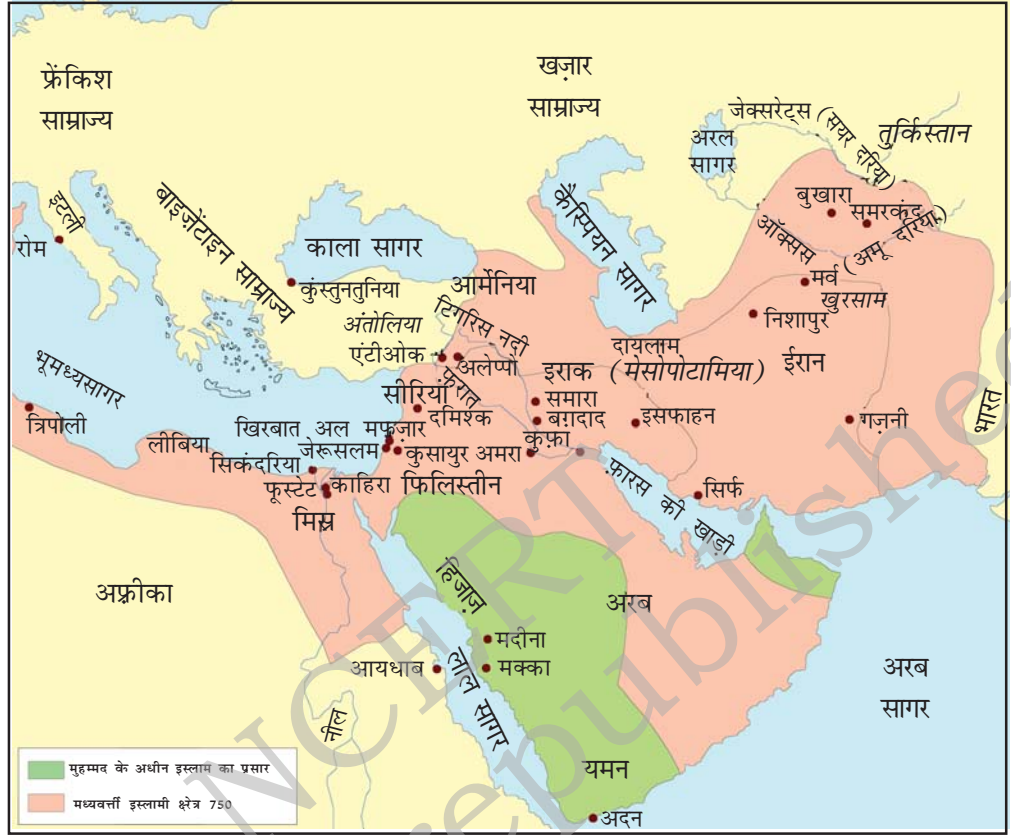 फ्रेंकिश
साम्राज्य
खज़ार
साम्राज्य
जेक्सरेट्स (सयर दरिया)
तुर्किस्तान
अरल
सागर
बुखारा
समरकंद
ऑक्सस (अमू दरिया)
इटली
रोम
बाइजेंटाइन साम्राज्य
काला सागर
कैस्पियन सागर
कुंस्तुनतुनिया
आर्मेनिया
मर्व
खुरसाम
निशापुर
अंतोलिया
टिगरिस नदी
एंटीओक
अलेप्पो
फ़रात
दायलाम
ईरान
इराक (मेसोपोटामिया)
भूमध्यसागर
सीरिया
समारा
दमिश्क
बग़दाद
इसफाहन
गज़नी
भारत
त्रिपोली
लीबिया
खिरबात अल मफ़जार
जेरूसलम
कुसायुर अमरा
कुफ़ा
सिकंदरिया
फूस्टेट
काहिरा
फिलिस्तीन
सिर्फ
फ़ारस की खाड़ी
मिस्र
हिजाज़
अफ़्रीका
अरब
मदीना
आयधाब
मक्का
लाल सागर
अरब
सागर
नील
यमन
अदन
मुहम्मद के अधीन इस्लाम का प्रसार
मध्यवर्त्ती इस्लामी क्षरेत्र 750
NCERT
republished